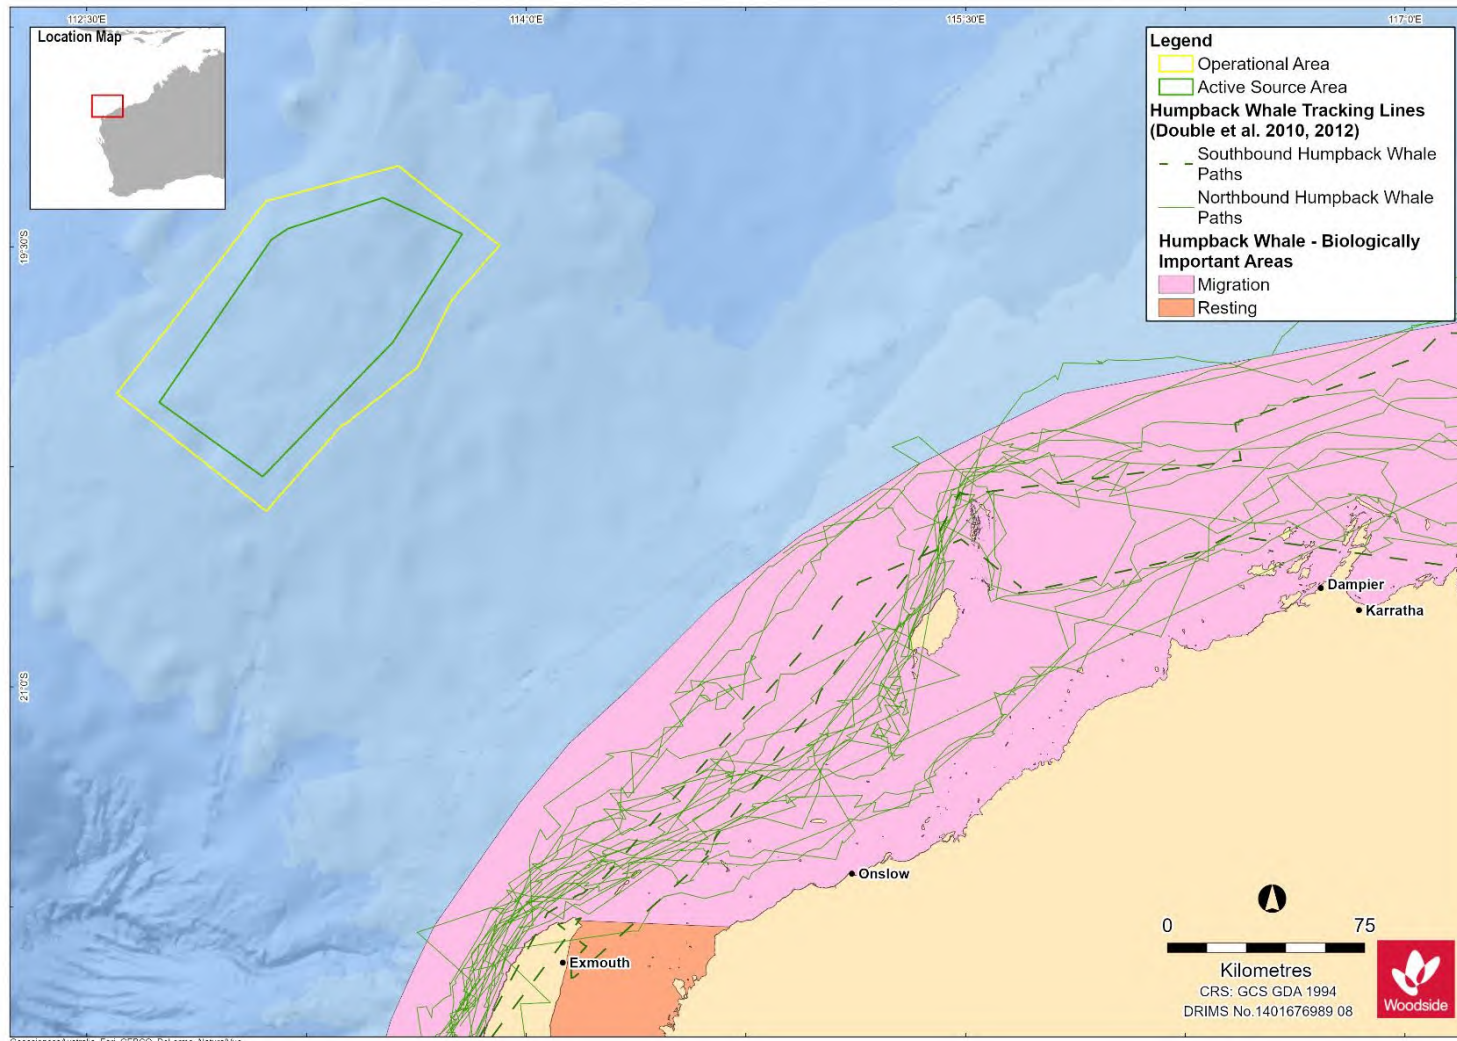 112°30'E
114°0'E
115°30'E
117°0'E
Location Map
Legend
Operational Area
Active Source Area
Humpback Whale Tracking Lines
(Double et al. 2010, 2012)
Southbound Humpback Whale
Paths
Northbound Humpback Whale
Paths
Humpback Whale - Biologically
Important Areas
Migration
Resting
19°30'S
21°0'S
Dampier
Karratha
Onslow
Exmouth
0 75
Kilometres
CRS: GCS GDA 1994
DRIMS No.1401676989 08
Woodside